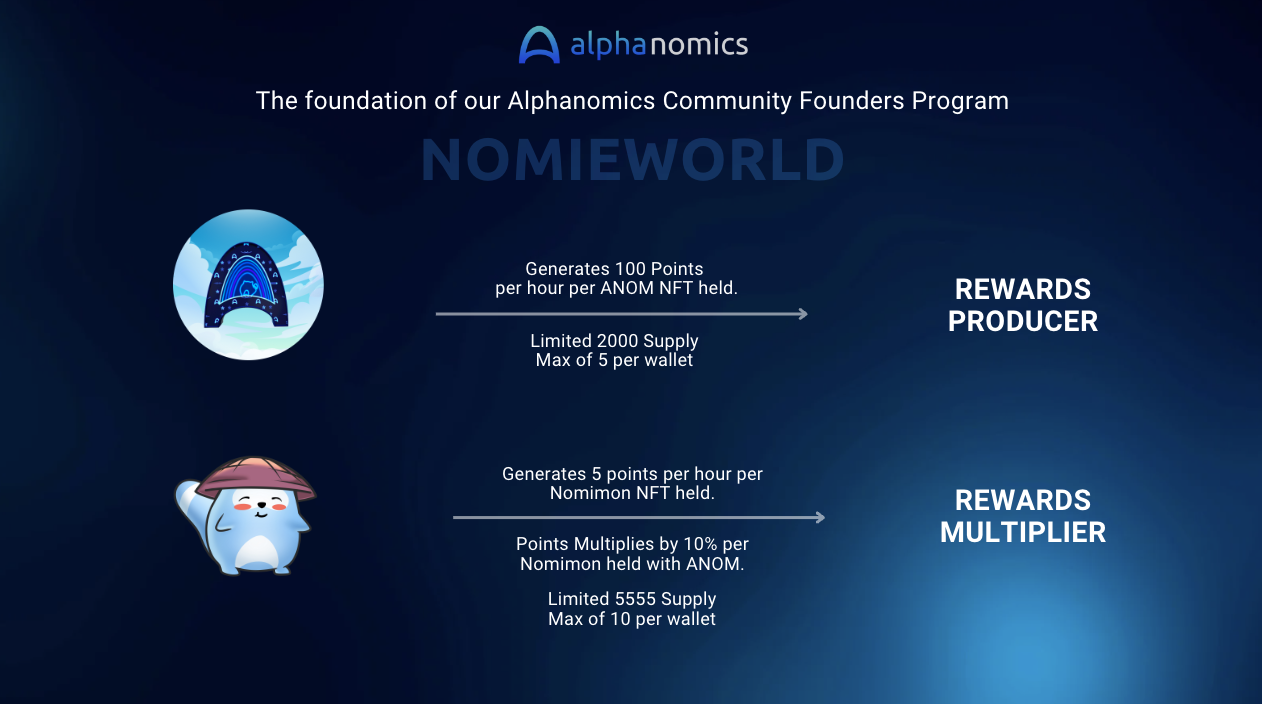 alphanomics
The foundation of our Alphanomics Community Founders Program
NOMIEWORLD
Generates 100 Points
per hour per ANOM NFT held.
Limited 2000 Supply
Max of 5 per wallet
REWARDS
PRODUCER
Generates 5 points per hour per
Nomimon NFT held.
Points Multiplies by 10% per
Nomimon held with ANOM.
Limited 5555 Supply
Max of 10 per wallet
REWARDS
MULTIPLIER